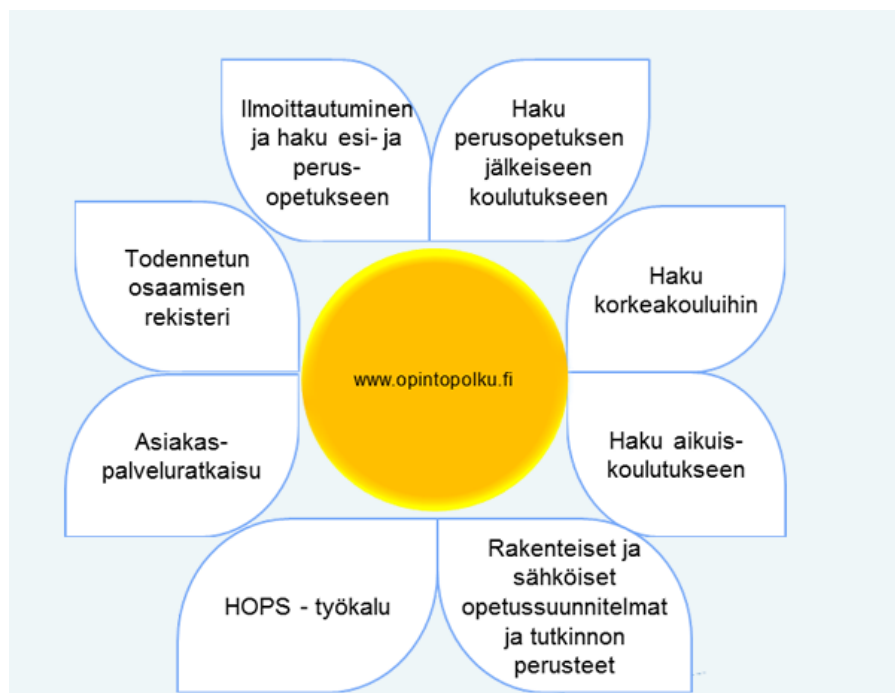 Ilmoittautuminen
ja haku esi- ja
perus-
opetukseen
Haku
perusopetuksen
jälkeiseen
koulutukseen
Todennetun
osaamisen
rekisteri
Haku
korkeakouluihin
www.opintopolku.fi
Asiakas-
palveluratkaisu
Haku aikuis-
koulutukseen
HOPS - työkalu
Rakenteiset ja
sähköiset
opetussuunnitelmat
ja tutkinnon
perusteet